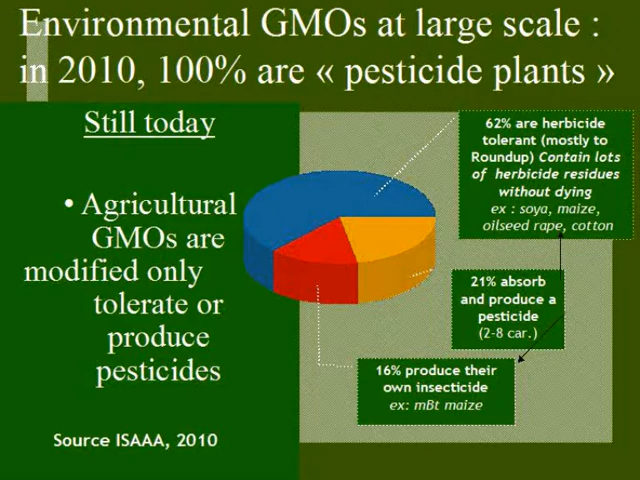 Environmental GMOs at large scale :
in 2010, 100% are « pesticide plants »
Still today
• Agricultural
GMOs are
modified only
tolerate or
produce
pesticides
Source ISAAA, 2010
62% are herbicide
tolerant (mostly to
Roundup) Contain lots
of herbicide residues
without dying
ex : soya, maize,
oilseed rape, cotton
21% absorb
and produce a
pesticide
(2-8 car.)
16% produce their
own insecticide
ex: mBt maize